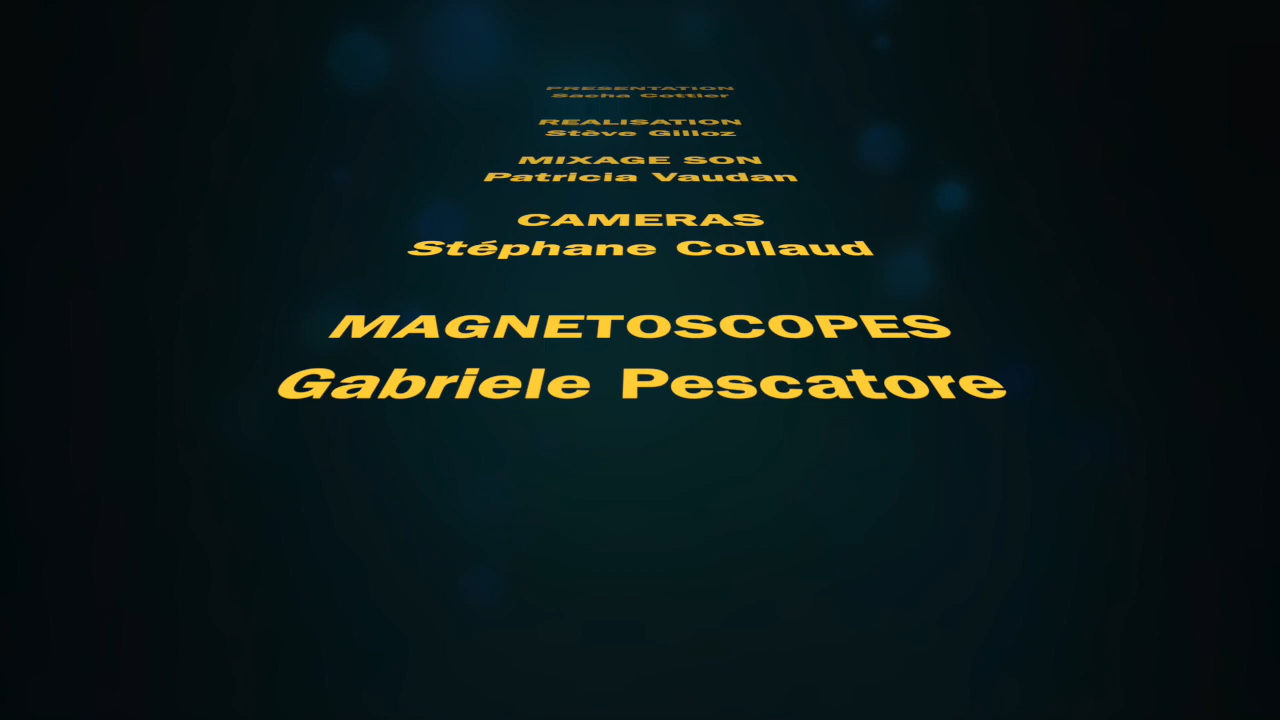 PRESENTATION
Sacha Cottier
REALISATION
Stève Gilloz
MIXAGE SON
Patricia Vaudan
CAMERAS
Stéphane Collaud
MAGNETOSCOPES
Gabriele Pescatore